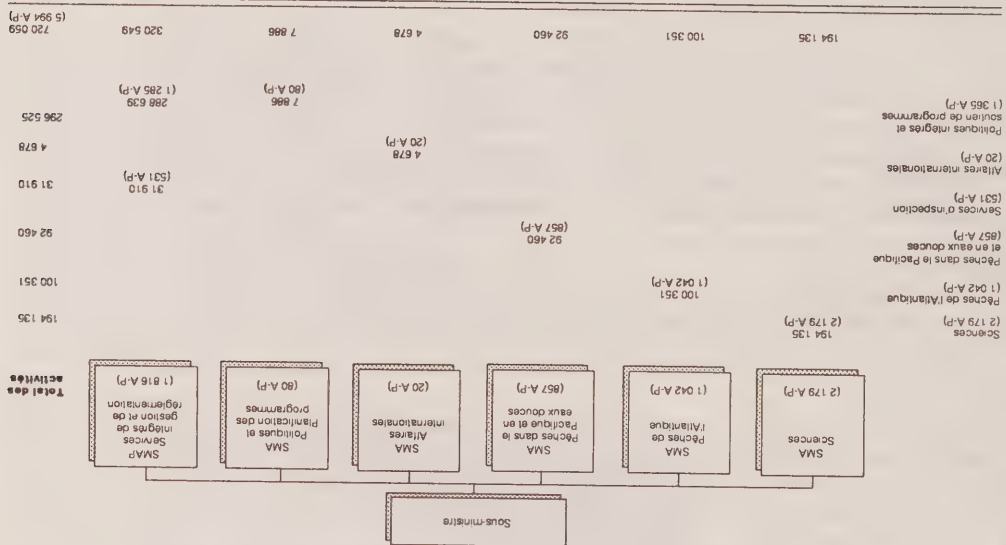 Sous-ministre
SMA
Sciences
(2 179 A-P)
SMA
Pêches de
l'Atlantique
(1 042 A-P)
SMA
Pêches dans le
Pacifique et en
eaux douces
(857 A-P)
SMA
Affaires
internationales
(20 A-P)
SMA
Politiques et
Planification des
programmes
(80 A-P)
SMAP
Services
intégrés de
gestion et de
réglementation
(1 816 A-P)
Total des
activités
Sciences 194 135 194 135
(2 179 A-P) (2 179 A-P)
Pêches de l'Atlantique 100 351 100 351
(1 042 A-P) (1 042 A-P)
Pêches dans le Pacifique 92 460 92 460
et en eaux douces (857 A-P)
(857 A-P)
Services d'inspection 31 910 31 910
(531 A-P) (531 A-P)
Affaires internationales 4 678 4 678
(20 A-P) (20 A-P)
Politiques intégrés et 7 886 288 639 296 525
soutien de programmes (80 A-P) (1 285 A-P)
(1 365 A-P)
194 135 100 351 92 460 4 678 7 886 320 549 720 059
(5 994 A-P)